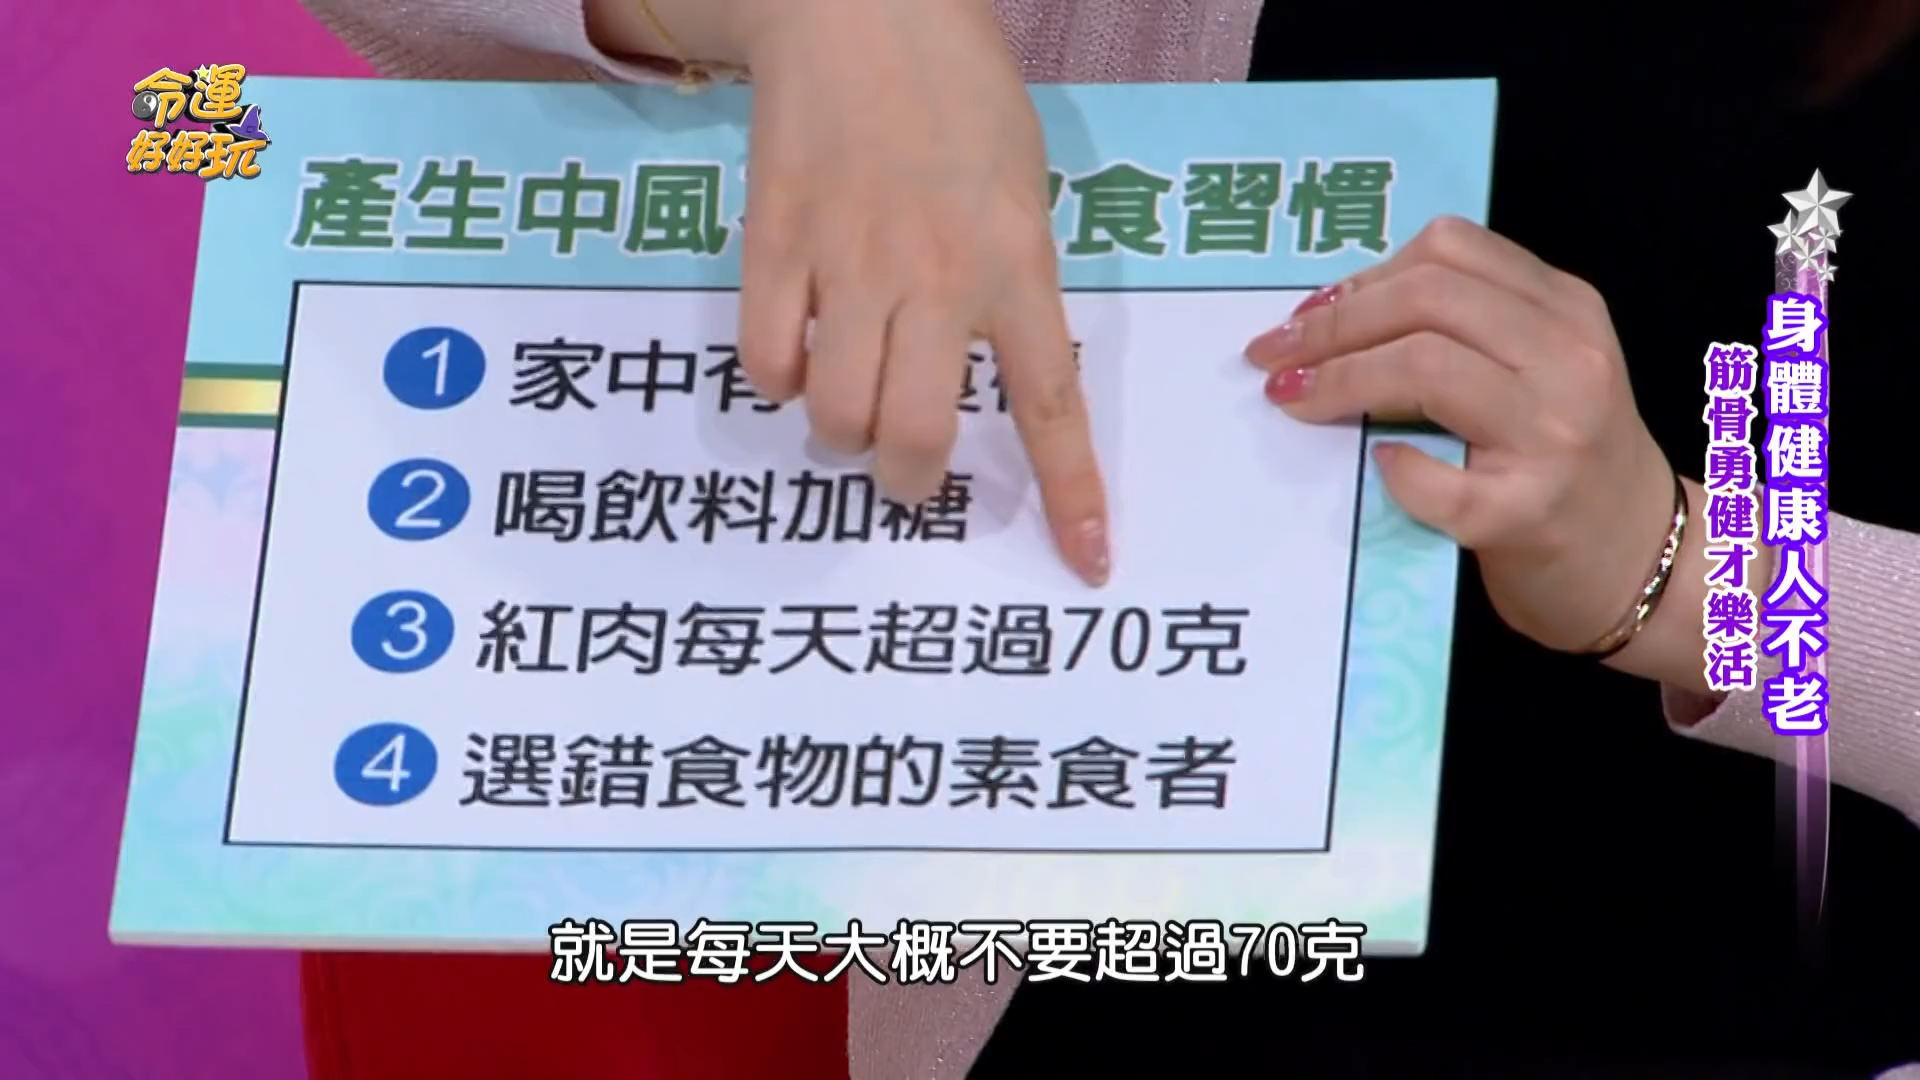 命運
好好玩
產生中風 飲食習慣
1 家中有
2 喝飲料加糖
3 紅肉每天超過70克
4 選錯食物的素食者
身體健康人不老
筋骨勇健才樂活
就是每天大概不要超過70克